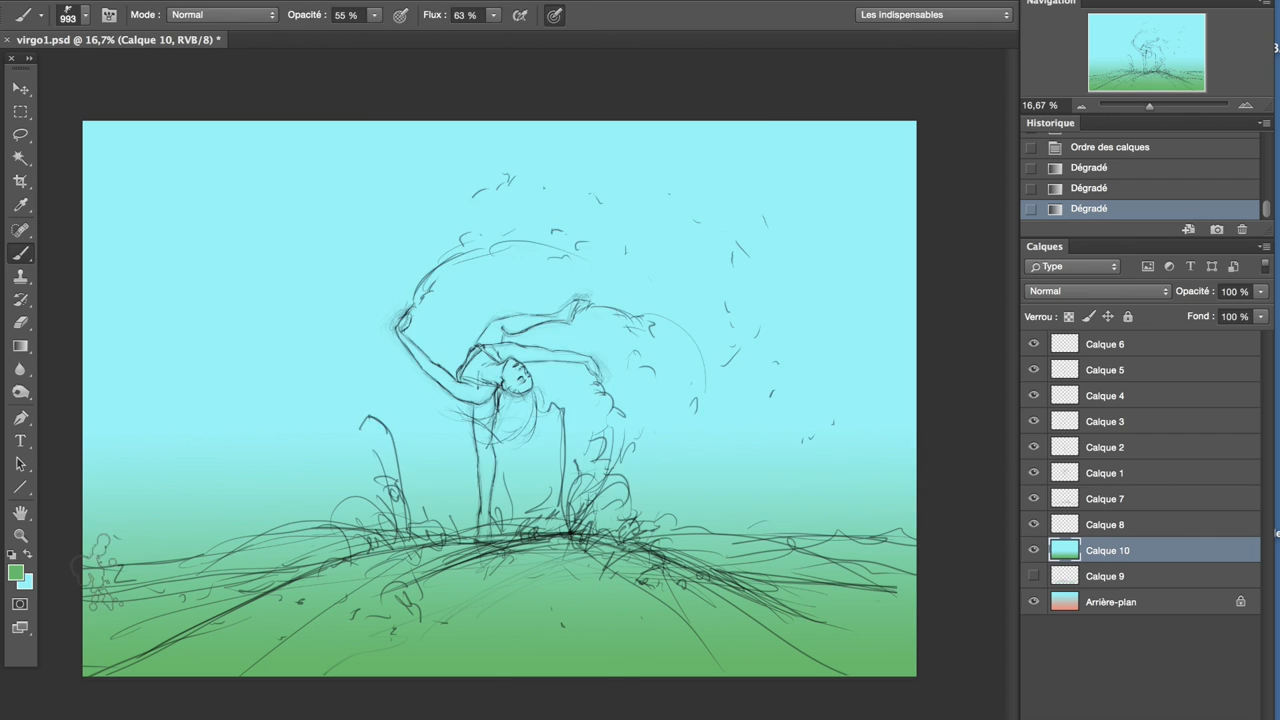 Navigation
993 Mode: Normal Opacité : 55 % Flux : 63 % Les indispensables
virgo1.psd @ 16,7% (Calque 10, RVB/8) *
16,67 %
Historique
Ordre des calques
Dégradé
Dégradé
Dégradé
Calques
Type
Normal Opacité : 100 %
Verrou : Fond : 100 %
Calque 6
Calque 5
Calque 4
Calque 3
Calque 2
Calque 1
Calque 7
Calque 8
Calque 10
Calque 9
Arrière-plan